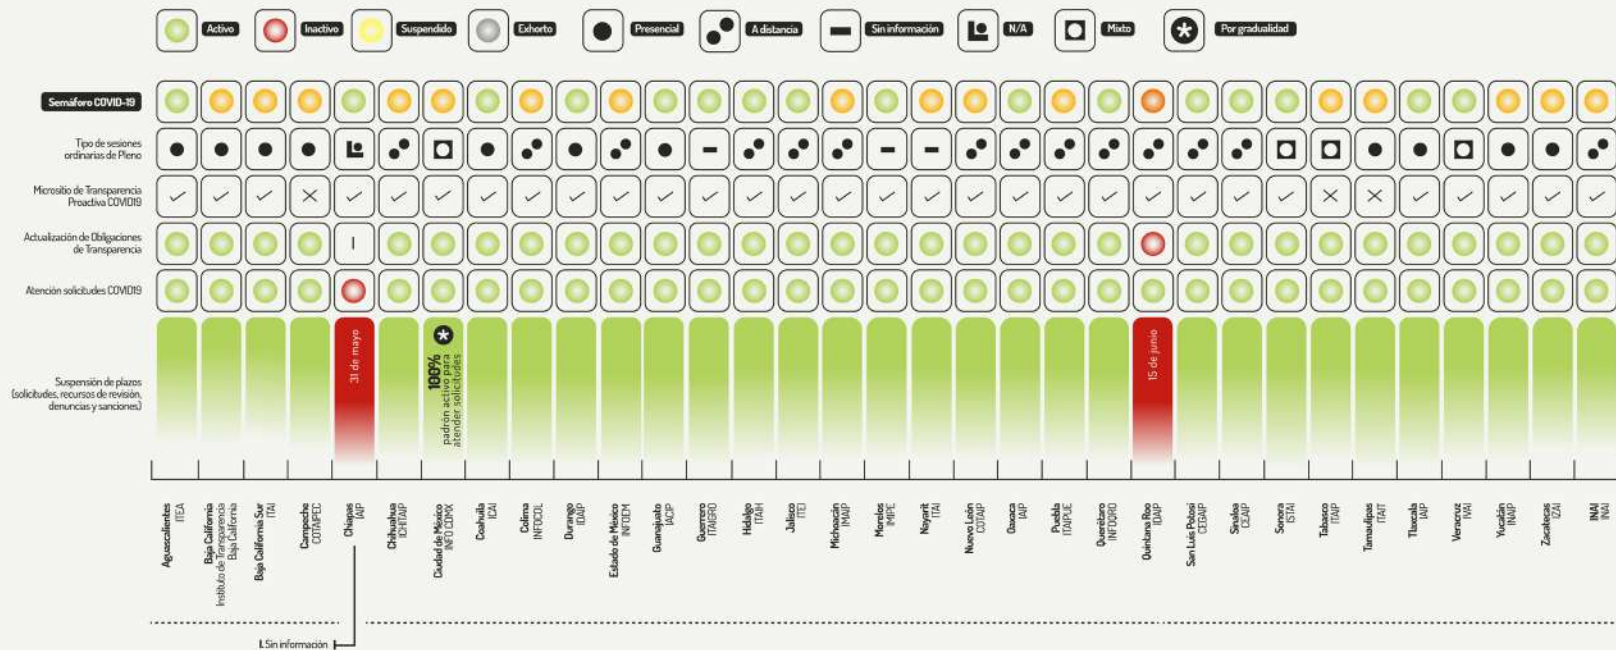 Activo
Inactivo
Suspendido
Exhorto
Presencial
A distancia
Sin información
N/A
Mixto
Por gradualidad
Semáforo COVID-19
Tipo de sesiones
ordinarias de Pleno
Micrositio de Transparencia
Proactiva COVID19
Actualización de Obligaciones
de Transparencia
I
Atención solicitudes COVID19
Suspensión de plazos
(solicitudes, recursos de revisión,
denuncias y sanciones)
31 de mayo
100%
padrón activo para
atender solicitudes
15 de junio
Aguascalientes
ITEA
Baja California
Instituto de Transparencia
Baja California
Baja California Sur
ITAI
Campeche
COTAIPEC
Chiapas
IAIP
Chihuahua
ICHITAIP
Ciudad de México
INFO CDMX
Coahuila
ICAI
Colima
INFOCOL
Durango
IDAIP
Estado de México
INFOEM
Guanajuato
IACIP
Guerrero
ITAIGRO
Hidalgo
ITAIH
Jalisco
ITEI
Michoacán
IMAIP
Morelos
IMIPE
Nayarit
ITAI
Nuevo León
COTAIP
Oaxaca
IAIP
Puebla
ITAIPUE
Querétaro
INFOQRO
Quintana Roo
IDAIP
San Luis Potosí
CEGAIP
Sinaloa
CEAIP
Sonora
ISTAI
Tabasco
ITAIP
Tamaulipas
ITAIT
Tlaxcala
IAIP
Veracruz
IVAI
Yucatán
INAIP
Zacatecas
IZAI
INAI
INAI
I. Sin información